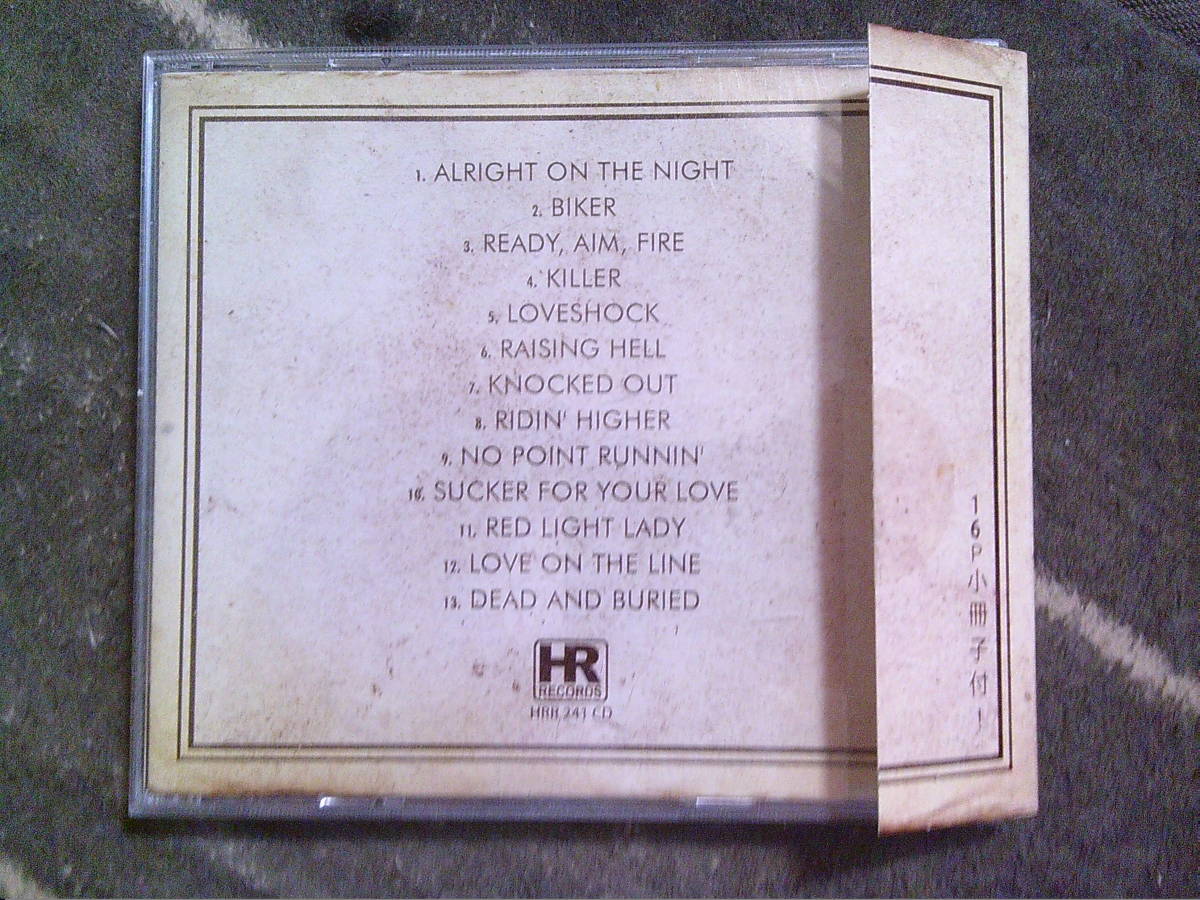 1. ALRIGHT ON THE NIGHT
2. BIKER
3. READY, AIM, FIRE
4. KILLER
5. LOVESHOCK
6. RAISING HELL
7. KNOCKED OUT
8. RIDIN' HIGHER
9. NO POINT RUNNIN'
10. SUCKER FOR YOUR LOVE
11. RED LIGHT LADY
12. LOVE ON THE LINE
13. DEAD AND BURIED
HR
RECORDS
HRR 241 CD
16P小冊子付!